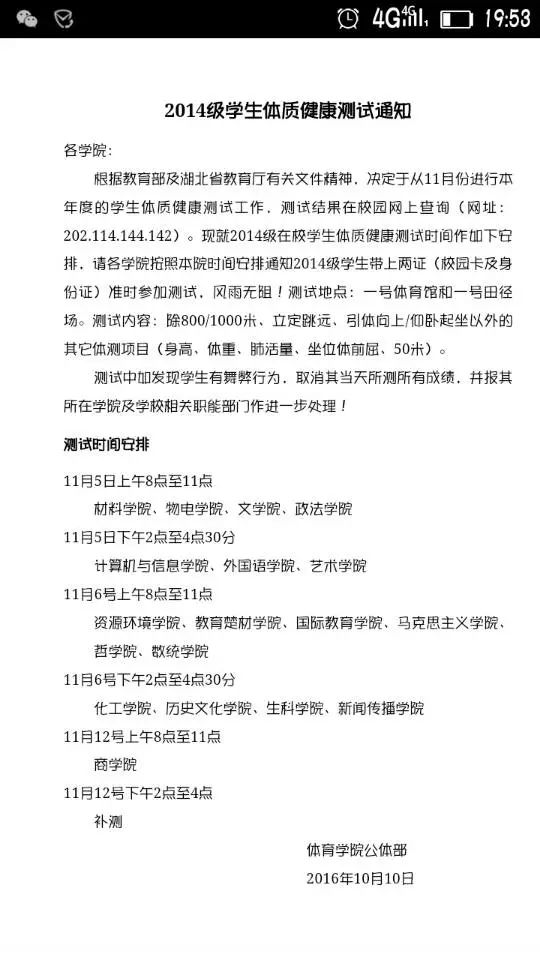 4G 4G 1 19:53
2014级学生体质健康测试通知
各学院：
根据教育部及湖北省教育厅有关文件精神，决定于从11月份进行本
年度的学生体质健康测试工作，测试结果在校园网上查询（网址：
202.114.144.142）。现就2014级在校学生体质健康测试时间作如下安
排，请各学院按照本院时间安排通知2014级学生带上两证（校园卡及身
份证）准时参加测试，风雨无阻！测试地点：一号体育馆和一号田径
场。测试内容：除800/1000米、立定跳远、引体向上/仰卧起坐以外的
其它体测项目（身高、体重、肺活量、坐位体前屈、50米）。
测试中如发现学生有舞弊行为，取消其当天所测所有成绩，并报其
所在学院及学校相关职能部门作进一步处理！
测试时间安排
11月5日上午8点至11点
材料学院、物电学院、文学院、政法学院
11月5日下午2点至4点30分
计算机与信息学院、外国语学院、艺术学院
11月6号上午8点至11点
资源环境学院、教育楚材学院、国际教育学院、马克思主义学院、
哲学院、数统学院
11月6号下午2点至4点30分
化工学院、历史文化学院、生科学院、新闻传播学院
11月12号上午8点至11点
商学院
11月12号下午2点至4点
补测
体育学院公体部
2016年10月10日